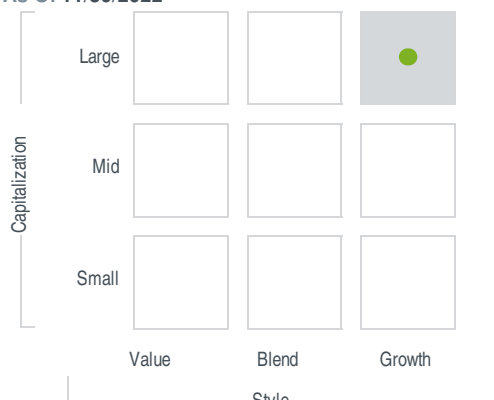 Large
Capitalization
Mid
Small
Value Blend Growth
Style